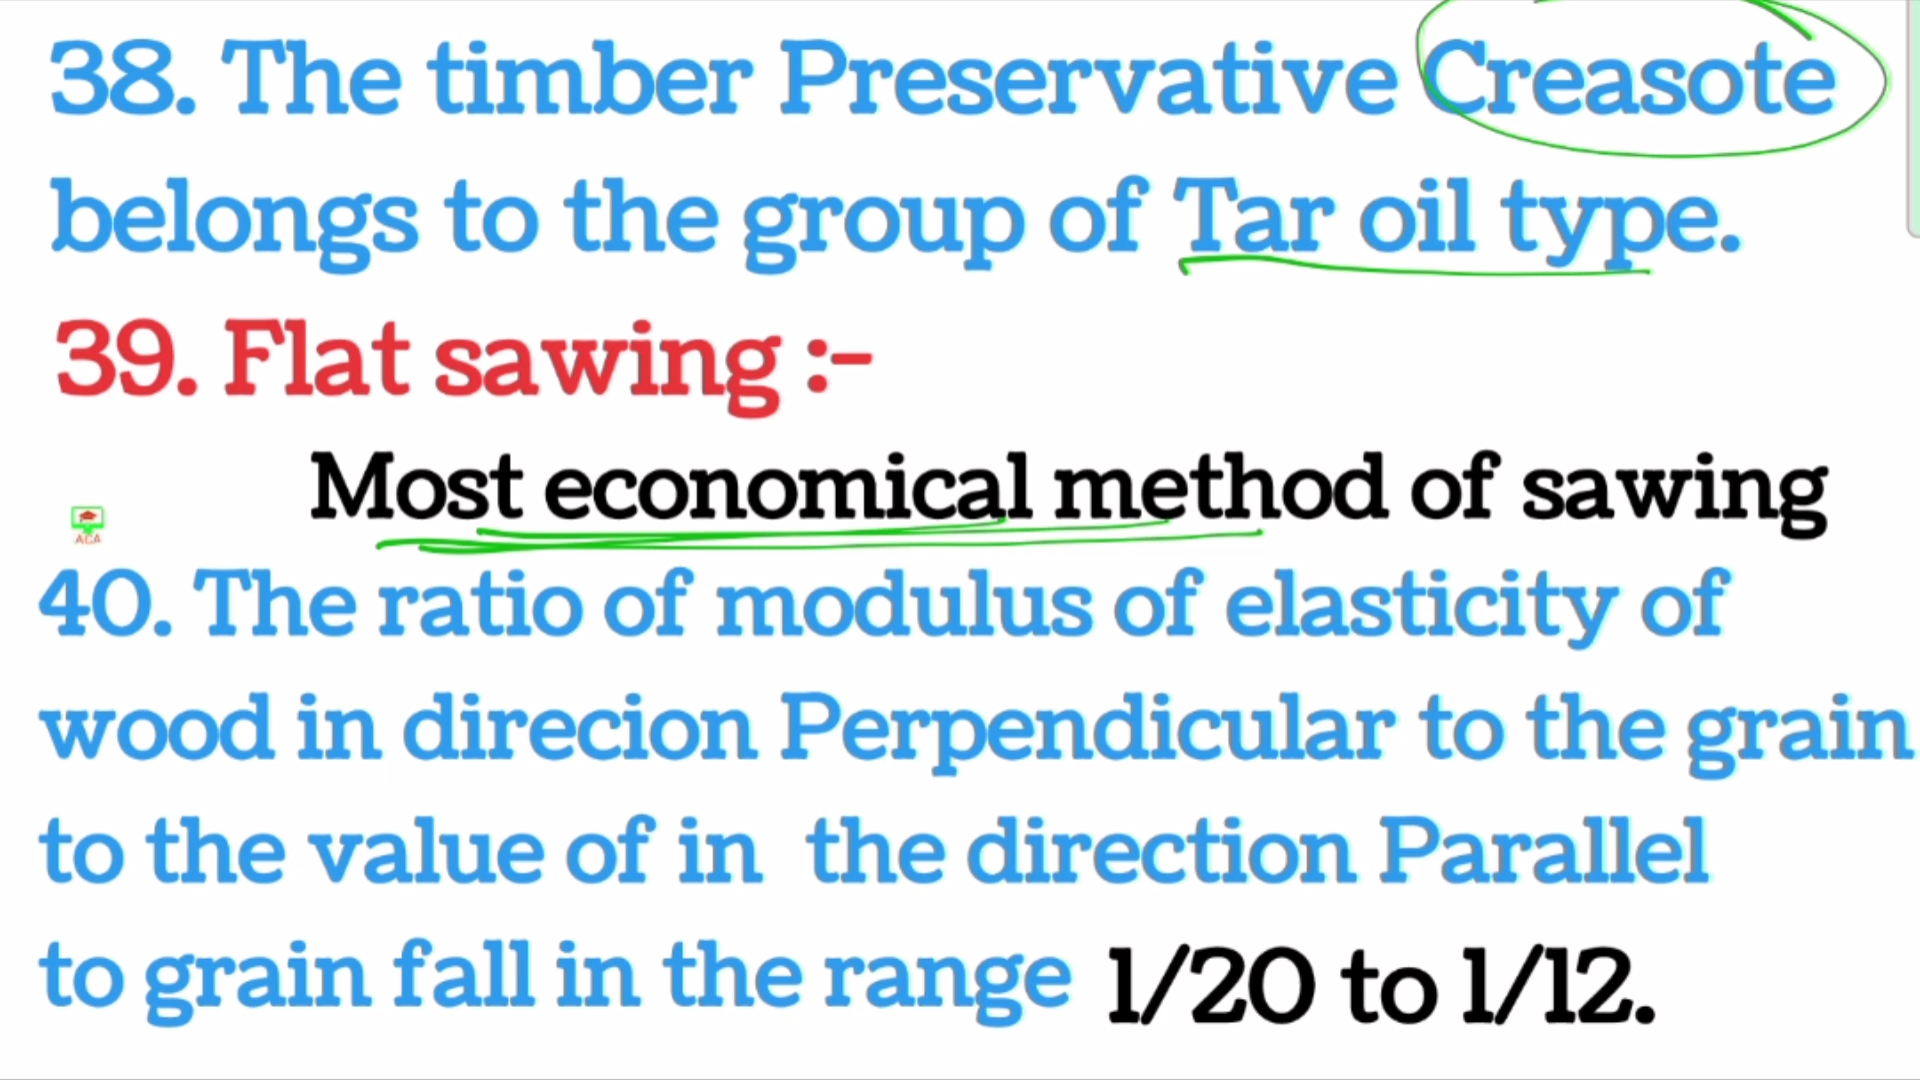 38. The timber Preservative Creasote
belongs to the group of Tar oil type.
39. Flat sawing :-
Most economical method of sawing
ACA
40. The ratio of modulus of elasticity of
wood in direcion Perpendicular to the grain
to the value of in the direction Parallel
to grain fall in the range 1/20 to 1/12.